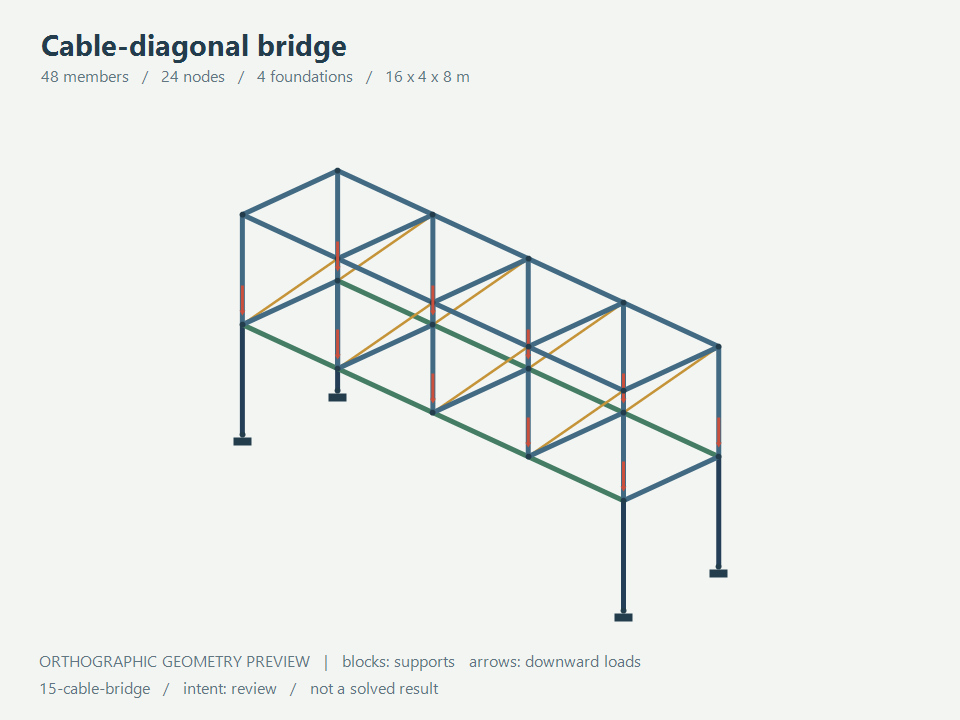 Cable-diagonal bridge
48 members / 24 nodes / 4 foundations / 16 x 4 x 8 m
ORTHOGRAPHIC GEOMETRY PREVIEW | blocks: supports arrows: downward loads
15-cable-bridge / intent: review / not a solved result